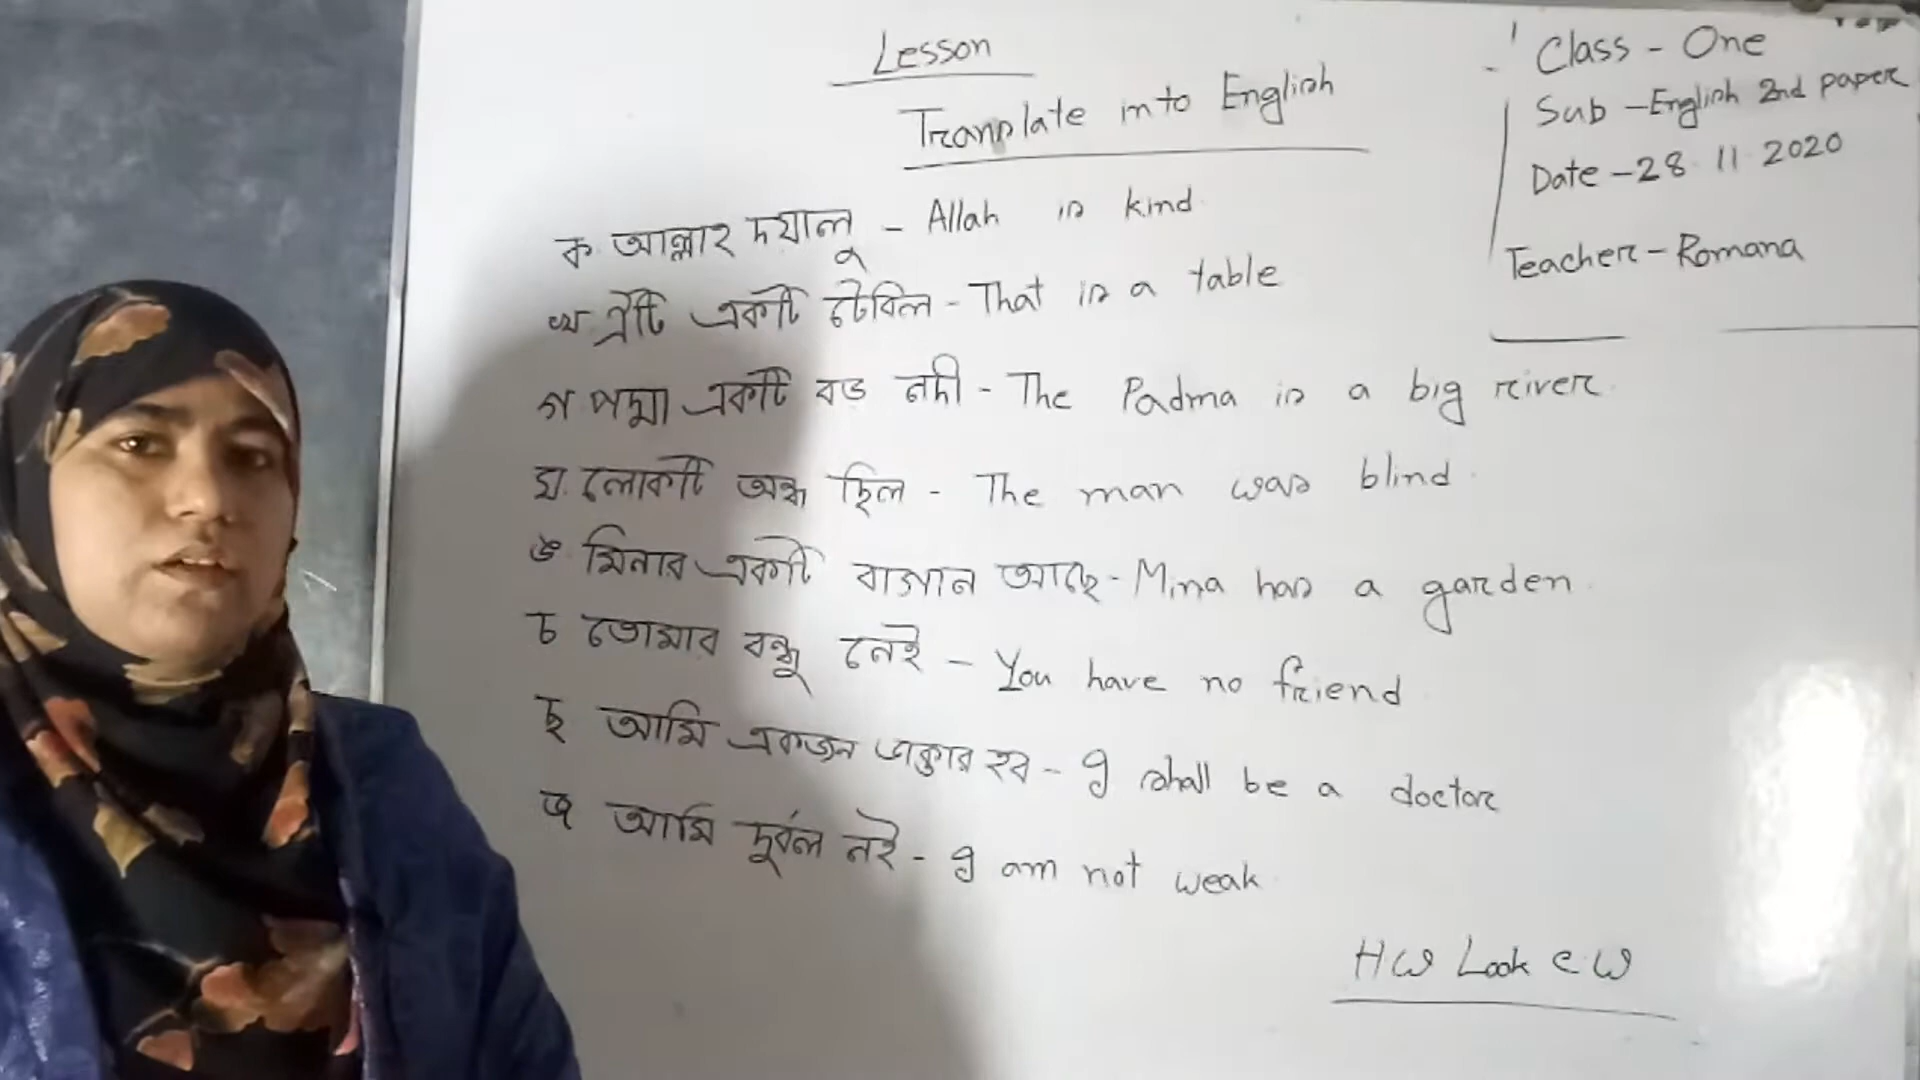 Lesson
Translate into English
Class - One
Sub - English 2nd paper
Date - 28 11 2020
Teacher - Romana
ক. আল্লাহ দয়ালু - Allah is kind.
খ. ঐটি একটি টেবিল - That is a table
গ পদ্মা একটি বড নদী - The Padma is a big river.
ঘ. লোকটি অন্ধ ছিল - The man was blind.
ঙ মিনার একটি বাগান আছে - Mina has a garden.
চ তোমার বন্ধু নেই - You have no friend
ছ আমি একজন ডাক্তার হব - I shall be a doctor
জ আমি দুর্বল নই - I am not weak.
H.W Look C.W